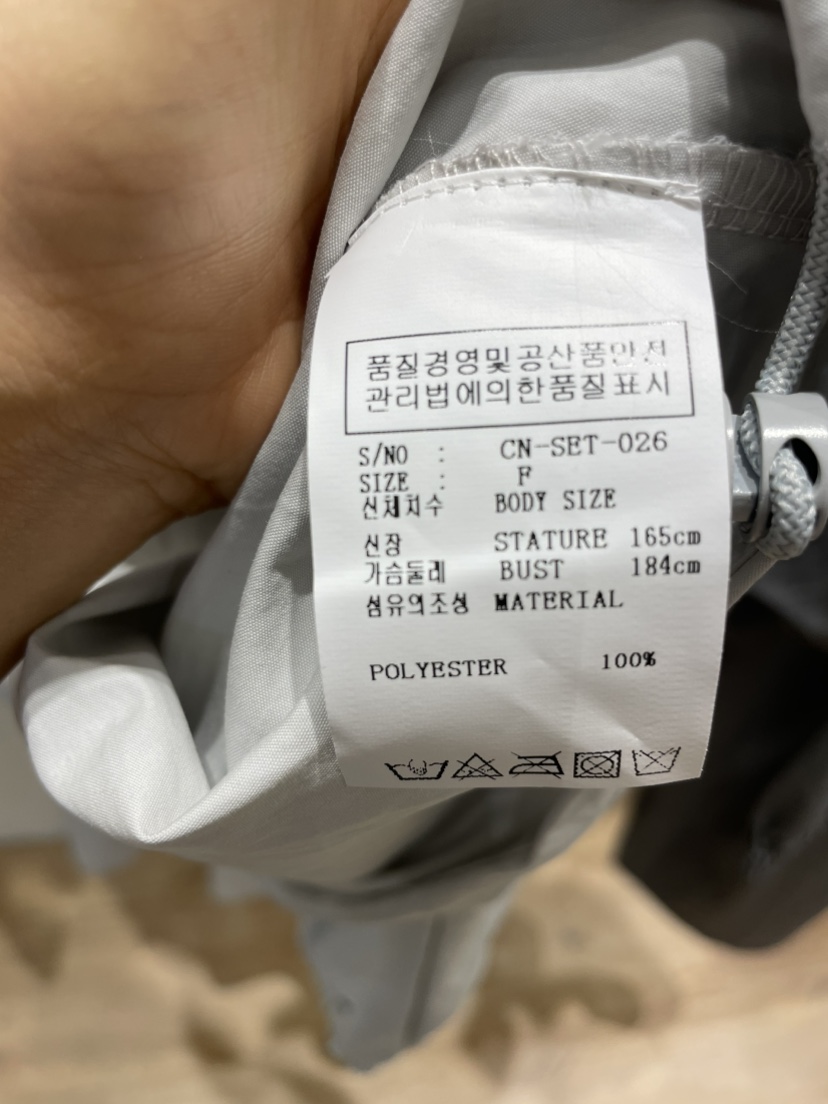 품질경영및공산품안전
관리법에의한품질표시
S/NO : CN-SET-026
SIZE : F
신체치수 BODY SIZE
신장 STATURE 165cm
가슴둘레 BUST 184cm
섬유의조성 MATERIAL
POLYESTER 100%